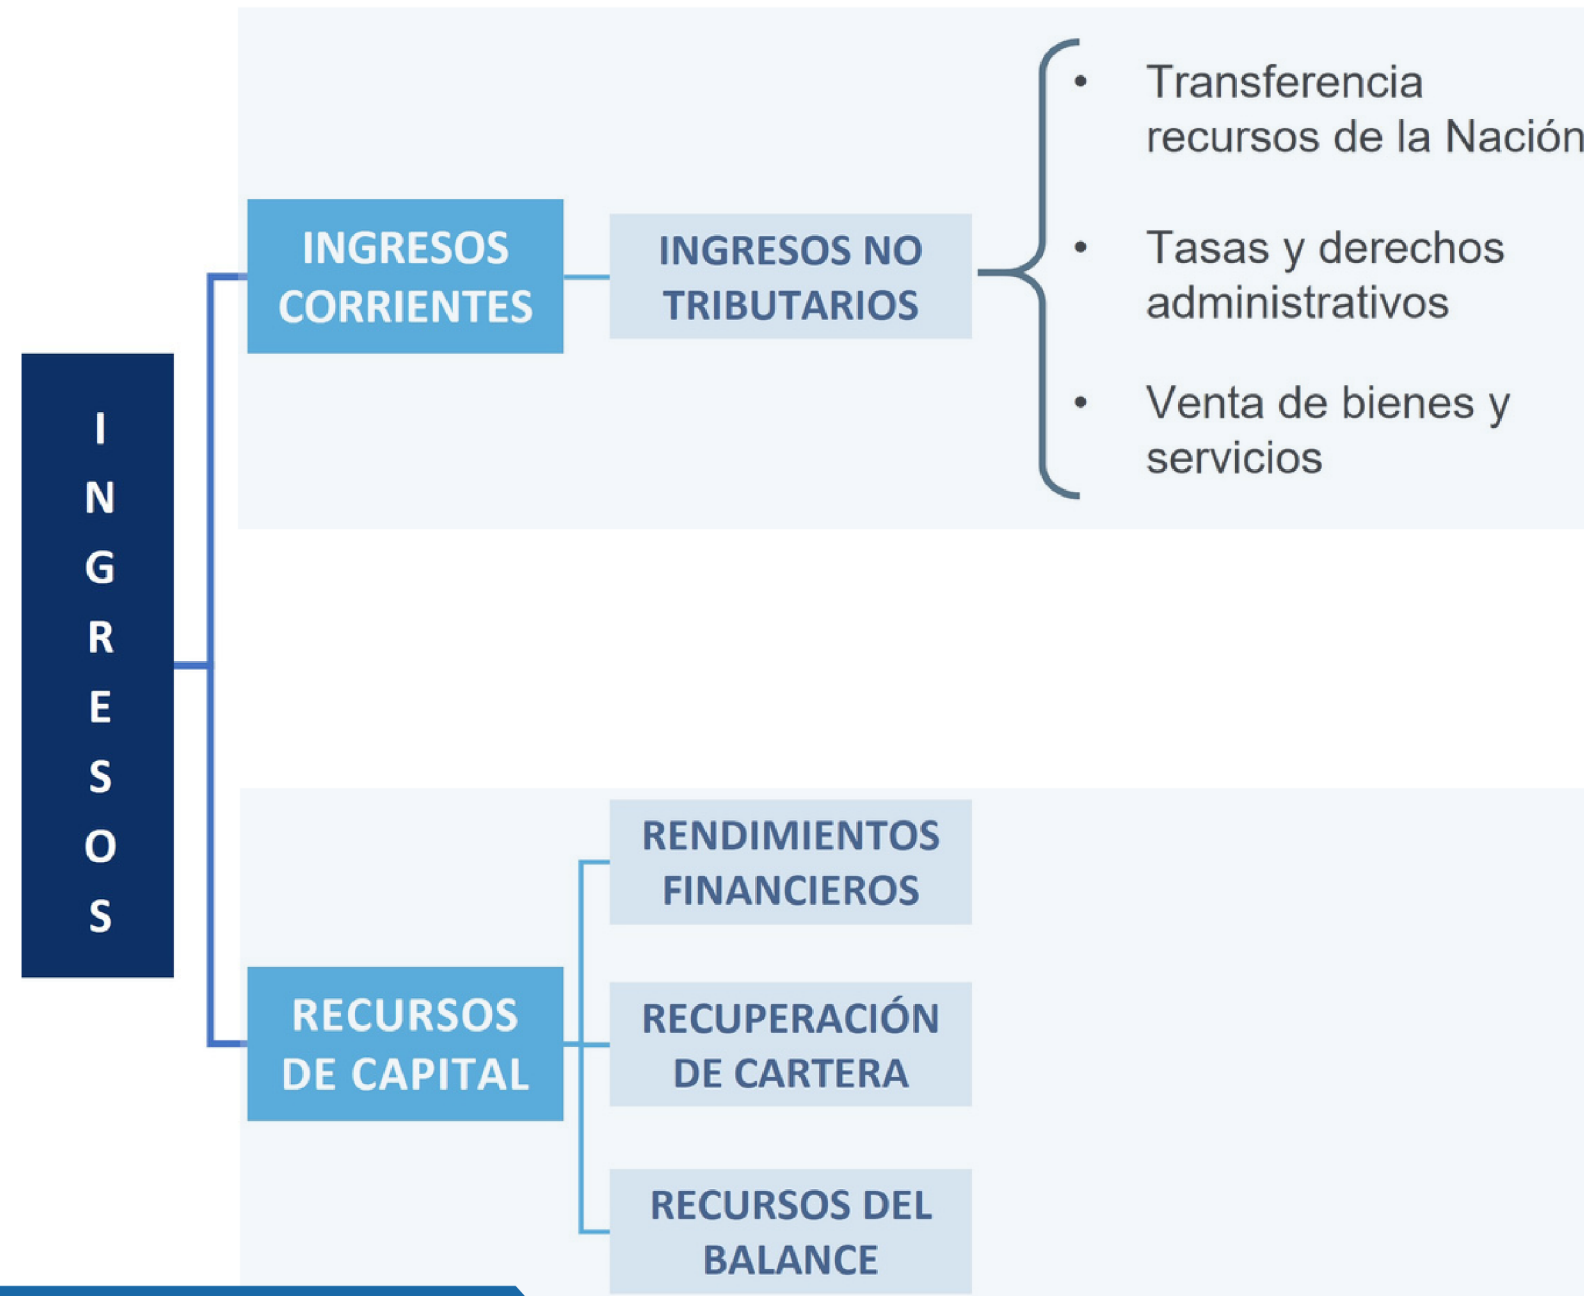 INGRESOS
INGRESOS
CORRIENTES
INGRESOS NO
TRIBUTARIOS
• Transferencia
recursos de la Nación
• Tasas y derechos
administrativos
• Venta de bienes y
servicios
RECURSOS
DE CAPITAL
RENDIMIENTOS
FINANCIEROS
RECUPERACIÓN
DE CARTERA
RECURSOS DEL
BALANCE